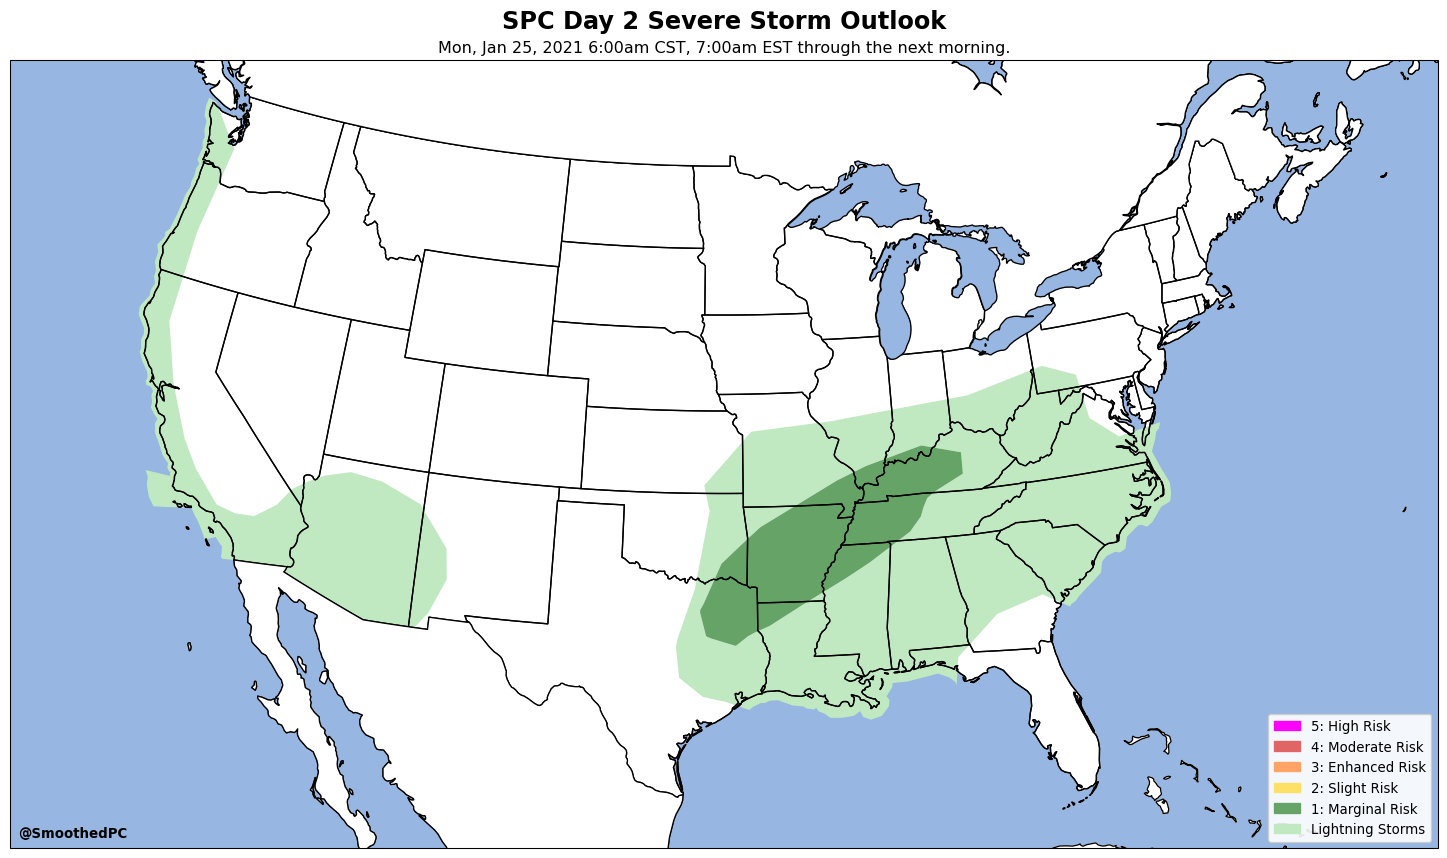 SPC Day 2 Severe Storm Outlook
Mon, Jan 25, 2021 6:00am CST, 7:00am EST through the next morning.
5: High Risk
4: Moderate Risk
3: Enhanced Risk
2: Slight Risk
1: Marginal Risk
Lightning Storms
@SmoothedPC